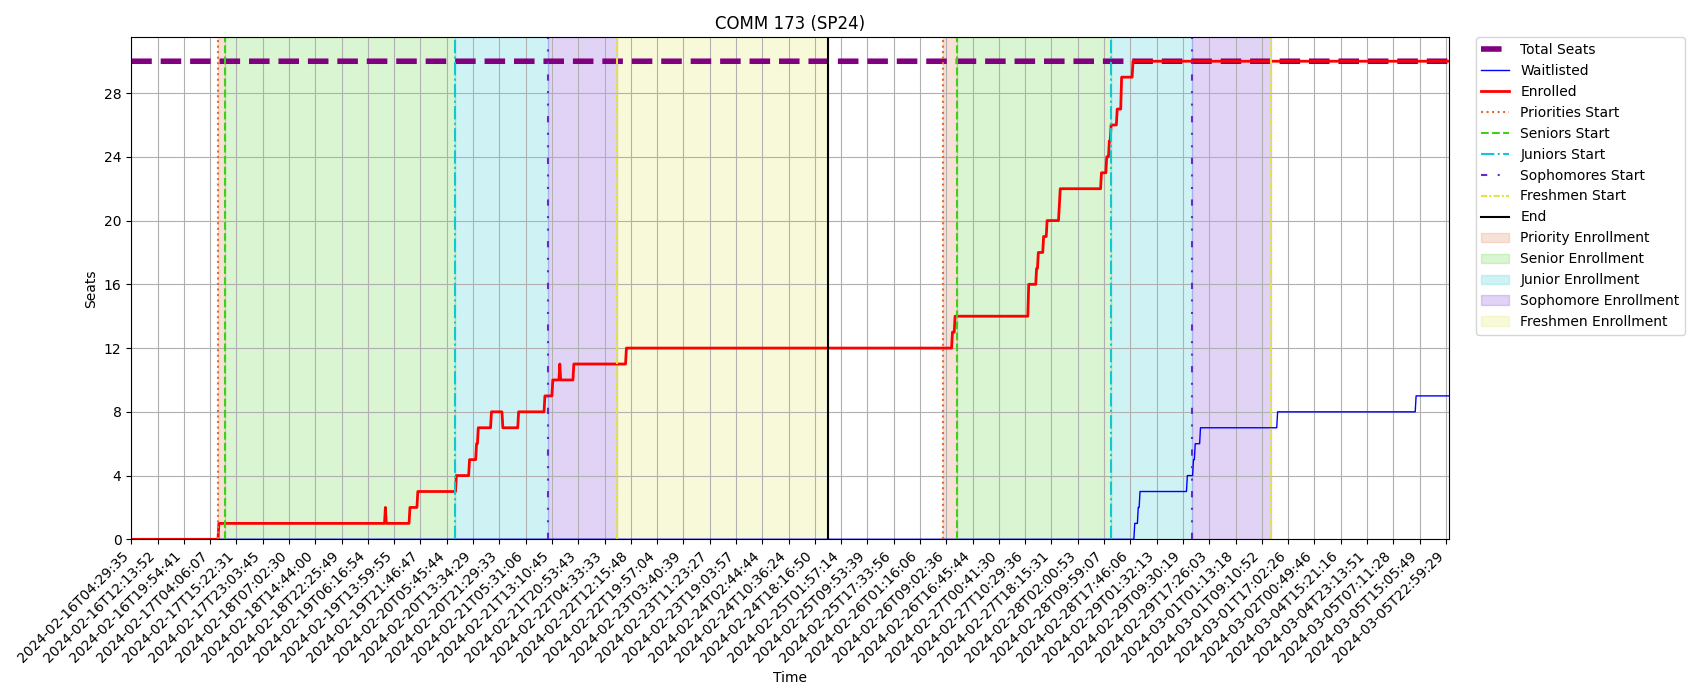 COMM 173 (SP24)
Seats
28
24
20
16
12
8
4
0
2024-02-16T04:29:35
2024-02-16T12:13:52
2024-02-16T19:54:41
2024-02-17T04:06:07
2024-02-17T15:22:31
2024-02-17T23:03:45
2024-02-18T07:02:30
2024-02-18T14:44:00
2024-02-18T22:25:49
2024-02-19T06:16:54
2024-02-19T13:59:55
2024-02-19T21:46:47
2024-02-20T05:45:44
2024-02-20T13:34:29
2024-02-20T21:29:33
2024-02-21T05:31:06
2024-02-21T13:10:45
2024-02-21T20:53:43
2024-02-22T04:33:33
2024-02-22T12:15:48
2024-02-22T19:57:04
2024-02-23T03:40:39
2024-02-23T11:23:27
2024-02-23T19:03:57
2024-02-24T02:44:44
2024-02-24T10:36:24
2024-02-24T18:16:50
2024-02-25T01:57:14
2024-02-25T09:53:39
2024-02-25T17:33:56
2024-02-26T01:16:06
2024-02-26T09:02:36
2024-02-26T16:45:44
2024-02-27T00:41:30
2024-02-27T10:29:36
2024-02-27T18:15:31
2024-02-28T02:00:53
2024-02-28T09:59:07
2024-02-28T17:46:06
2024-02-29T01:32:13
2024-02-29T09:30:19
2024-02-29T17:26:03
2024-03-01T01:13:18
2024-03-01T09:10:52
2024-03-01T17:02:26
2024-03-02T00:49:46
2024-03-04T15:21:16
2024-03-04T23:13:51
2024-03-05T07:11:28
2024-03-05T15:05:49
2024-03-05T22:59:29
Time
Total Seats
Waitlisted
Enrolled
Priorities Start
Seniors Start
Juniors Start
Sophomores Start
Freshmen Start
End
Priority Enrollment
Senior Enrollment
Junior Enrollment
Sophomore Enrollment
Freshmen Enrollment